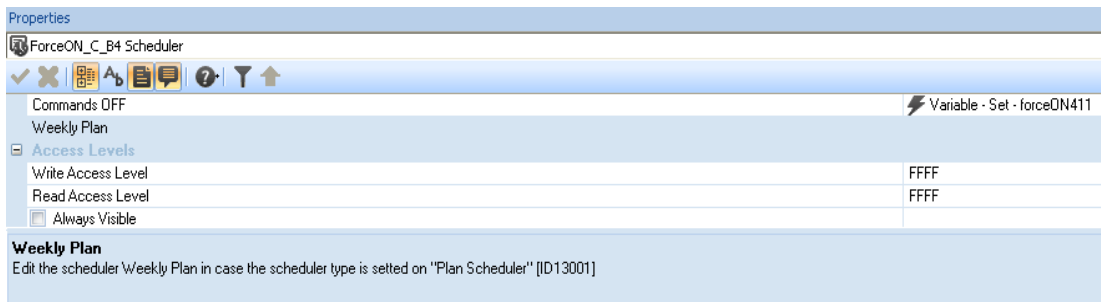 Properties
ForceON_C_B4 Scheduler
Commands OFF Variable - Set - forceON411
Weekly Plan
Access Levels
Write Access Level FFFF
Read Access Level FFFF
Always Visible
Weekly Plan
Edit the scheduler Weekly Plan in case the scheduler type is setted on "Plan Scheduler" [ID13001]